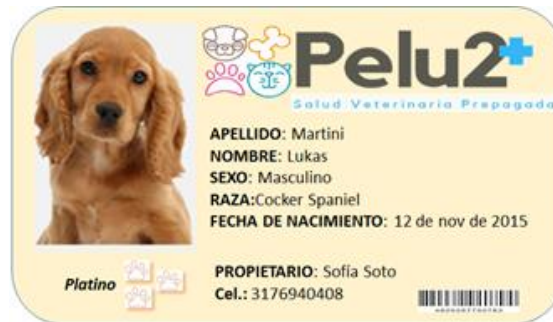 Pelu2+
Salud Veterinaria Prepagada
APELLIDO: Martini
NOMBRE: Lukas
SEXO: Masculino
RAZA:Cocker Spaniel
FECHA DE NACIMIENTO: 12 de nov de 2015
Platino
PROPIETARIO: Sofía Soto
Cel.: 3176940408